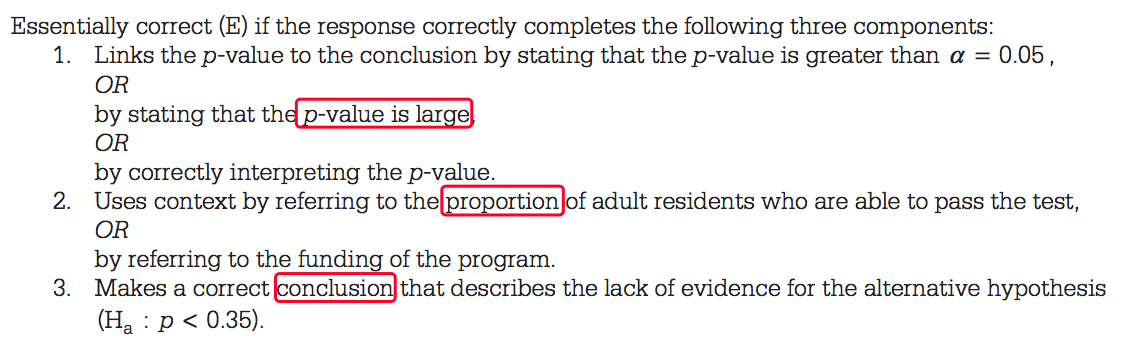 Essentially correct (E) if the response correctly completes the following three components:
1. Links the p-value to the conclusion by stating that the p-value is greater than α = 0.05 ,
OR
by stating that the p-value is large,
OR
by correctly interpreting the p-value.
2. Uses context by referring to the proportion of adult residents who are able to pass the test,
OR
by referring to the funding of the program.
3. Makes a correct conclusion that describes the lack of evidence for the alternative hypothesis
(Hₐ : p < 0.35).